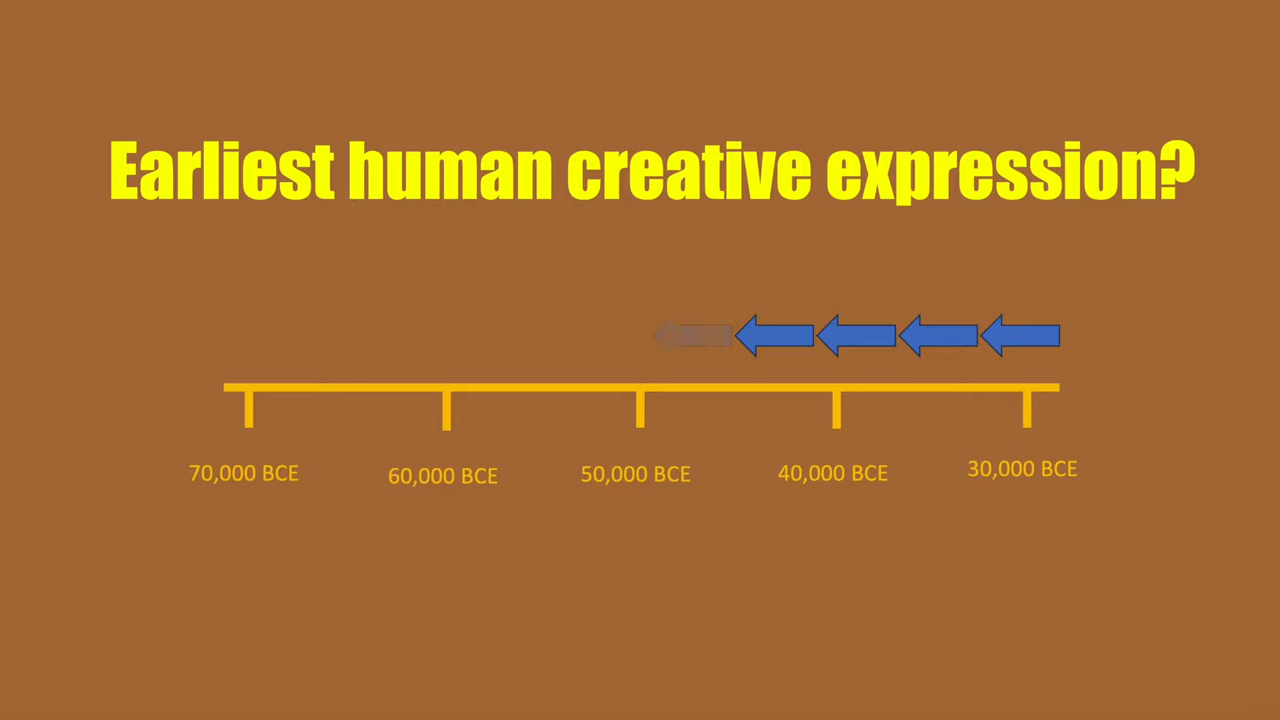 Earliest human creative expression?
70,000 BCE
60,000 BCE
50,000 BCE
40,000 BCE
30,000 BCE